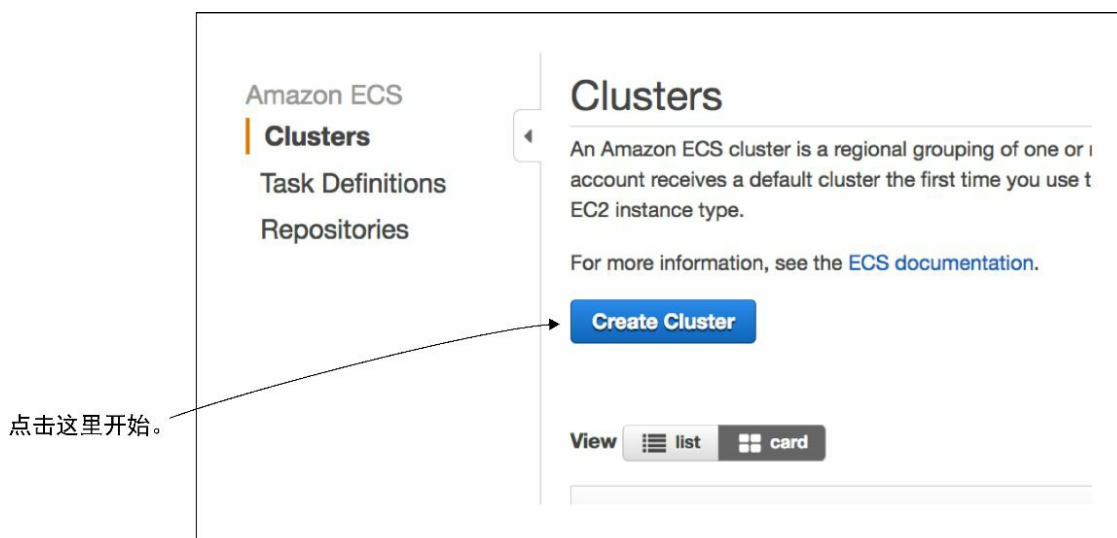 Amazon ECS
Clusters
Task Definitions
Repositories
Clusters
An Amazon ECS cluster is a regional grouping of one or
account receives a default cluster the first time you use t
EC2 instance type.
For more information, see the ECS documentation.
Create Cluster
点击这里开始。
View list card